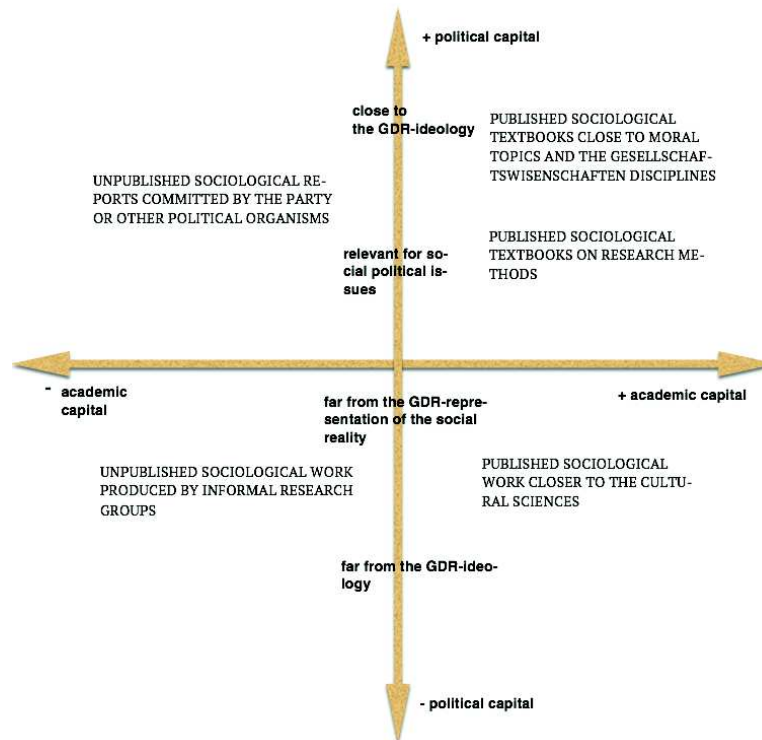 + political capital
close to
the GDR-ideology
PUBLISHED SOCIOLOGICAL
TEXTBOOKS CLOSE TO MORAL
TOPICS AND THE GESELLSCHAF-
TSWISENSCHAFTEN DISCIPLINES
UNPUBLISHED SOCIOLOGICAL RE-
PORTS COMMITTED BY THE PARTY
OR OTHER POLITICAL ORGANISMS
relevant for so-
cial political is-
sues
PUBLISHED SOCIOLOGICAL
TEXTBOOKS ON RESEARCH ME-
THODS
- academic
capital
+ academic capital
far from the GDR-repre-
sentation of the social
reality
UNPUBLISHED SOCIOLOGICAL WORK
PRODUCED BY INFORMAL RESEARCH
GROUPS
PUBLISHED SOCIOLOGICAL
WORK CLOSER TO THE CULTU-
RAL SCIENCES
far from the GDR-ideo-
logy
- political capital